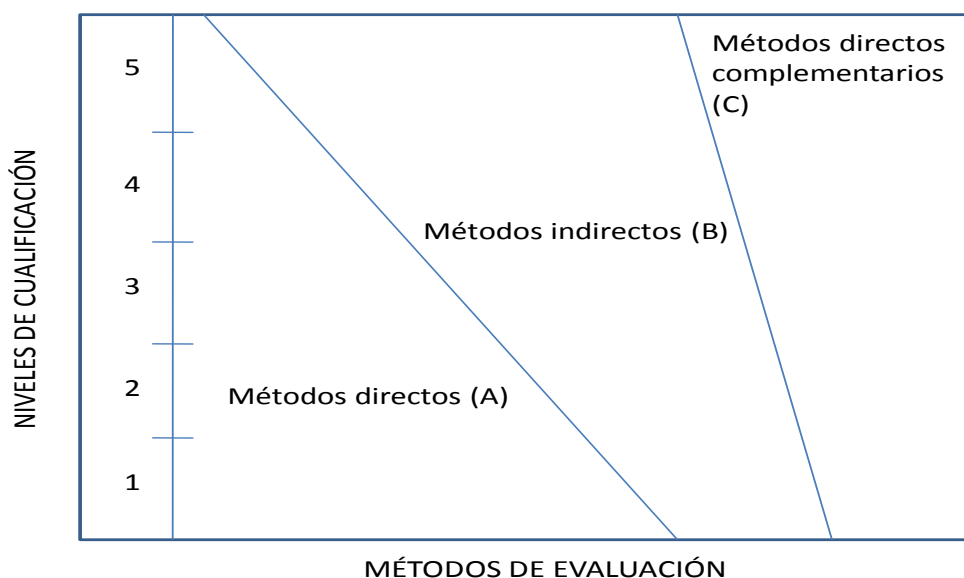 NIVELES DE CUALIFICACIÓN
5
4
3
2
1
Métodos directos
complementarios
(C)
Métodos indirectos (B)
Métodos directos (A)
MÉTODOS DE EVALUACIÓN